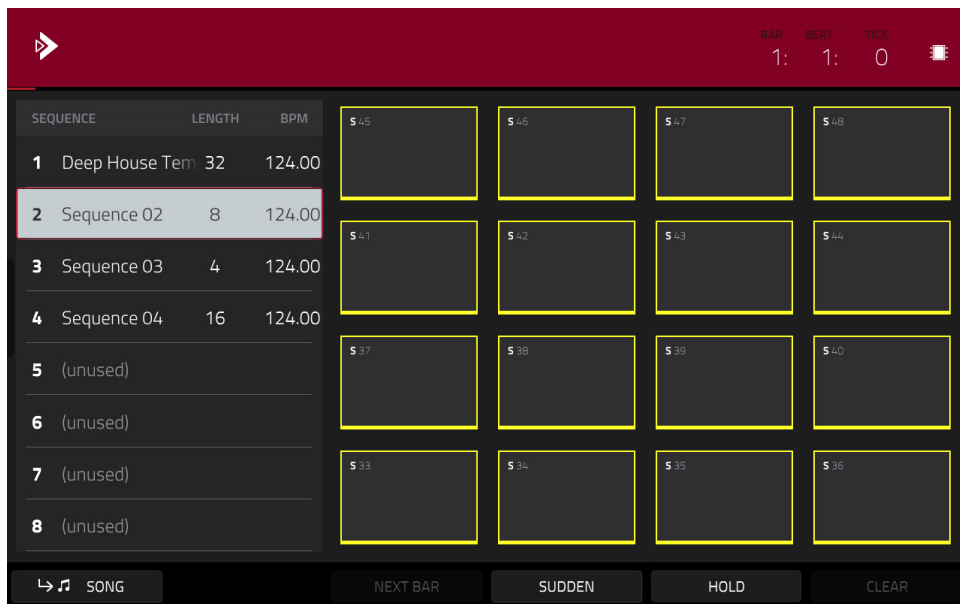 BAR BEAT TICK
1: 1: 0
SEQUENCE LENGTH BPM
1 Deep House Tem 32 124.00
2 Sequence 02 8 124.00
3 Sequence 03 4 124.00
4 Sequence 04 16 124.00
5 (unused)
6 (unused)
7 (unused)
8 (unused)
S 45 S 46 S 47 S 48
S 41 S 42 S 43 S 44
S 37 S 38 S 39 S 40
S 33 S 34 S 35 S 36
SONG NEXT BAR SUDDEN HOLD CLEAR